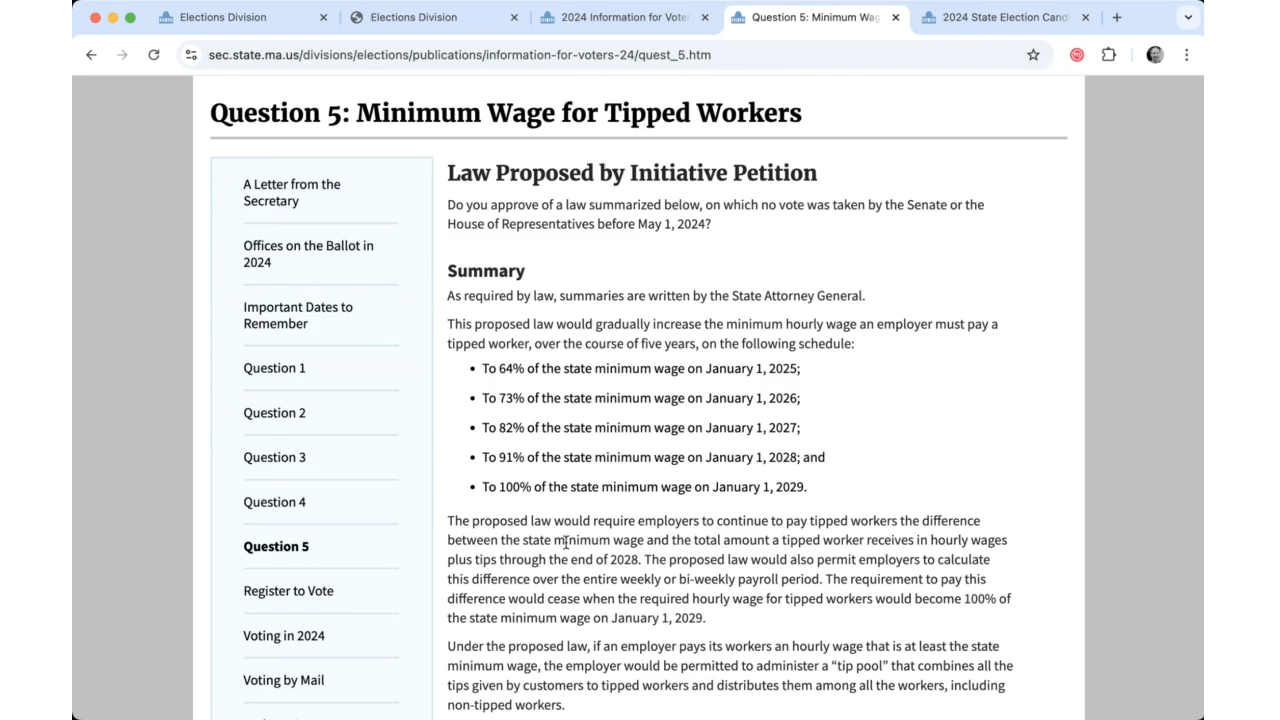 Elections Division
Elections Division
2024 Information for Voter
Question 5: Minimum Wag
2024 State Election Candi
sec.state.ma.us/divisions/elections/publications/information-for-voters-24/quest_5.htm
Question 5: Minimum Wage for Tipped Workers
A Letter from the
Secretary
Offices on the Ballot in
2024
Important Dates to
Remember
Question 1
Question 2
Question 3
Question 4
Question 5
Register to Vote
Voting in 2024
Voting by Mail
Law Proposed by Initiative Petition
Do you approve of a law summarized below, on which no vote was taken by the Senate or the
House of Representatives before May 1, 2024?
Summary
As required by law, summaries are written by the State Attorney General.
This proposed law would gradually increase the minimum hourly wage an employer must pay a
tipped worker, over the course of five years, on the following schedule:
• To 64% of the state minimum wage on January 1, 2025;
• To 73% of the state minimum wage on January 1, 2026;
• To 82% of the state minimum wage on January 1, 2027;
• To 91% of the state minimum wage on January 1, 2028; and
• To 100% of the state minimum wage on January 1, 2029.
The proposed law would require employers to continue to pay tipped workers the difference
between the state minimum wage and the total amount a tipped worker receives in hourly wages
plus tips through the end of 2028. The proposed law would also permit employers to calculate
this difference over the entire weekly or bi-weekly payroll period. The requirement to pay this
difference would cease when the required hourly wage for tipped workers would become 100% of
the state minimum wage on January 1, 2029.
Under the proposed law, if an employer pays its workers an hourly wage that is at least the state
minimum wage, the employer would be permitted to administer a “tip pool” that combines all the
tips given by customers to tipped workers and distributes them among all the workers, including
non-tipped workers.